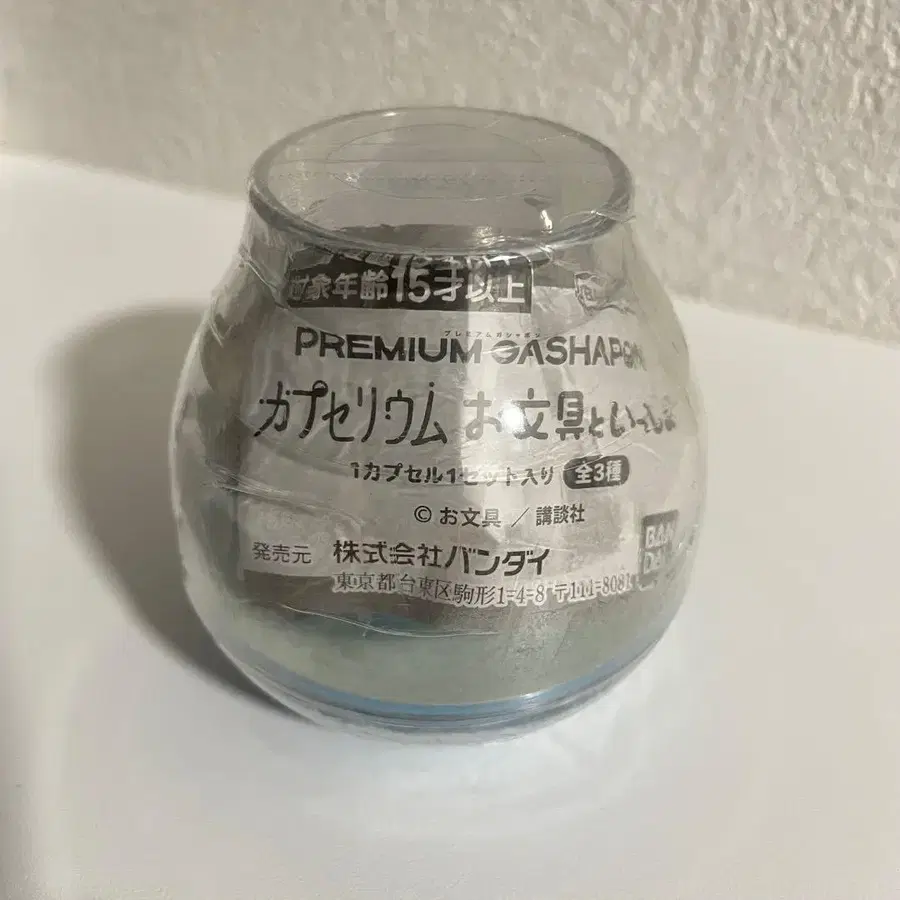 対象年齢15才以上
プレミアムガシャポン
PREMIUM GASHAPON
カプセリウム お文具といっしょ
1カプセル1セット入り 全3種
© お文具 / 講談社
発売元 株式会社バンダイ
BAN
DA
東京都台東区駒形1-4-8 〒111-8081